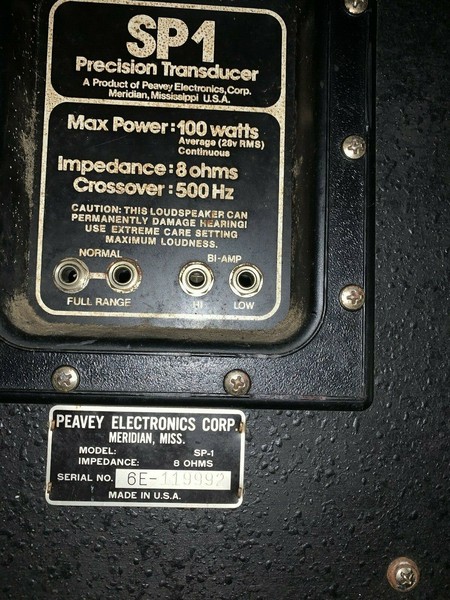 SP1
Precision Transducer
A Product of Peavey Electronics, Corp.
Meridian, Mississippi U.S.A.
Max Power: 100 watts
Average (28v RMS)
Continuous
Impedance: 8 ohms
Crossover: 500 Hz
CAUTION: THIS LOUDSPEAKER CAN
PERMANENTLY DAMAGE HEARING!
USE EXTREME CARE SETTING
MAXIMUM LOUDNESS.
NORMAL
BI-AMP
FULL RANGE
HI
LOW
PEAVEY ELECTRONICS CORP.
MERIDIAN, MISS.
MODEL: SP-1
IMPEDANCE: 8 OHMS
SERIAL NO. 6E-119992
MADE IN U.S.A.